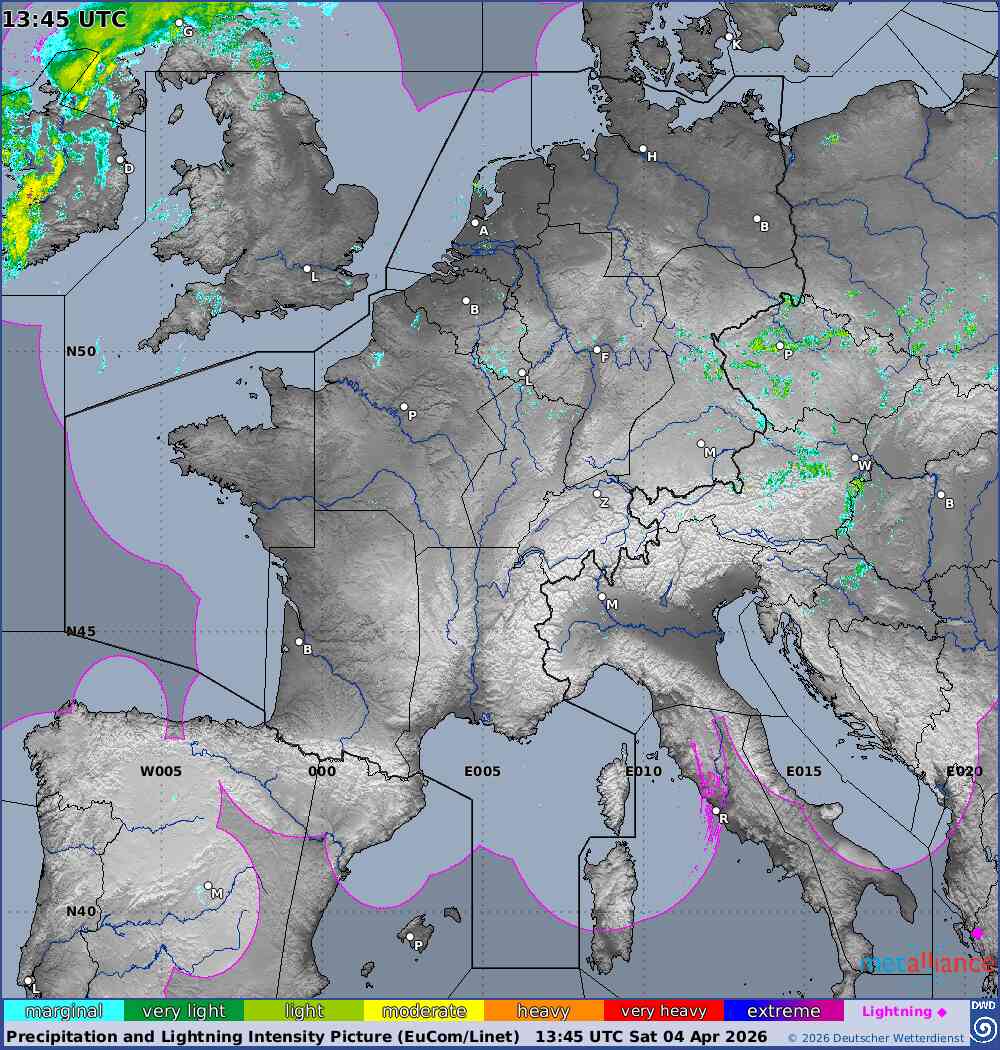 13:45 UTC
G
K
D
H
A
B
L
B
N50
F
P
L
P
M
W
Z
B
M
N45
B
W005
000
E005
E010
E015
E020
R
M
N40
P
metalliance
L
marginal very light light moderate heavy very heavy extreme Lightning ◆
DWD
Precipitation and Lightning Intensity Picture (EuCom/Linet) 13:45 UTC Sat 04 Apr 2026 © 2026 Deutscher Wetterdienst